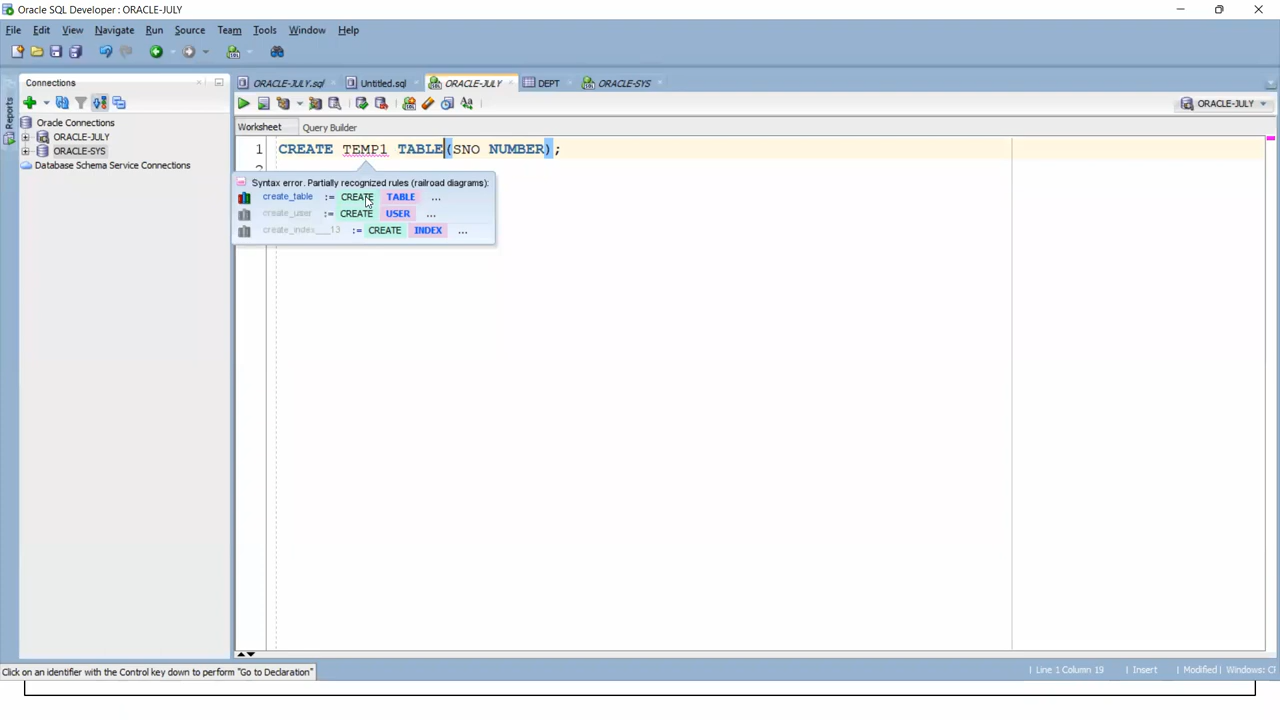 Oracle SQL Developer : ORACLE-JULY
File Edit View Navigate Run Source Team Tools Window Help
Connections
ORACLE-JULY.sql Untitled.sql ORACLE-JULY DEPT ORACLE-SYS
ORACLE-JULY
Reports
Oracle Connections
ORACLE-JULY
ORACLE-SYS
Database Schema Service Connections
Worksheet Query Builder
1 CREATE TEMP1 TABLE(SNO NUMBER);
Syntax error. Partially recognized rules (railroad diagrams):
create_table := CREATE TABLE ...
create_user := CREATE USER ...
create_index___13 := CREATE INDEX ...
Click on an identifier with the Control key down to perform "Go to Declaration"
Line 1 Column 19 Insert Modified Windows: